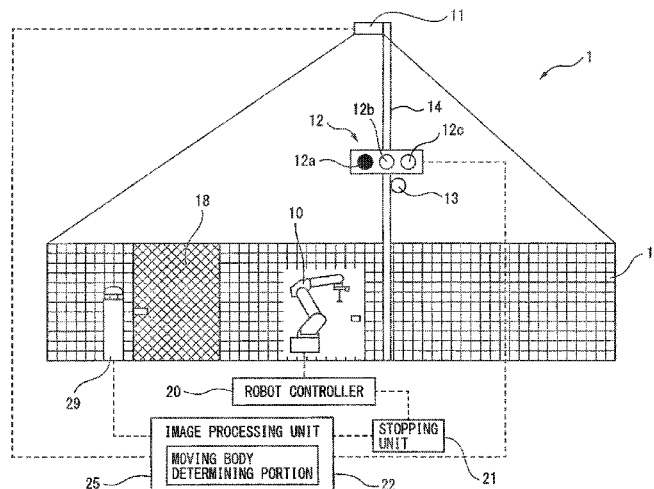 11
1
12b
14
12
12c
12a
13
18
10
1
29
20
ROBOT CONTROLLER
IMAGE PROCESSING UNIT
STOPPING
UNIT
MOVING BODY
DETERMINING PORTION
21
25
22